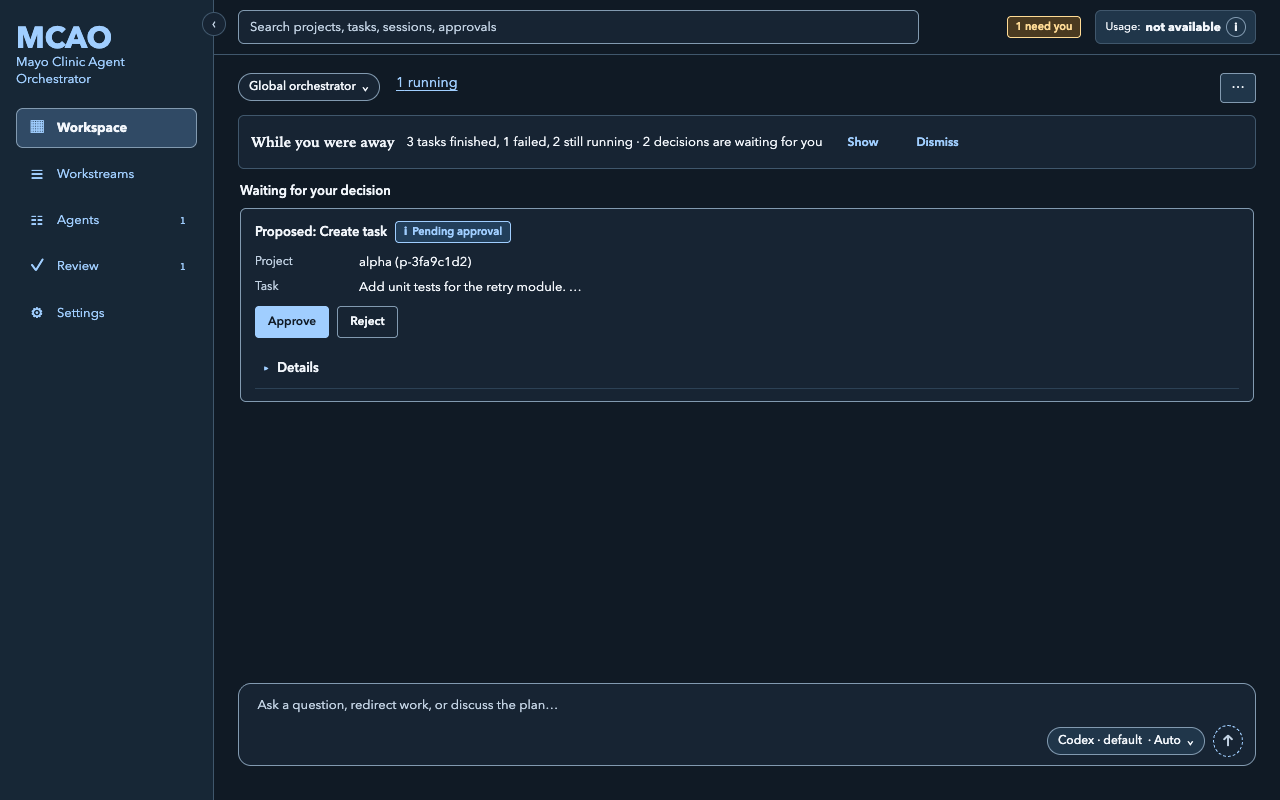 MCAO
Mayo Clinic Agent
Orchestrator
Workspace
Workstreams
Agents 1
Review 1
Settings
Search projects, tasks, sessions, approvals
1 need you
Usage: not available i
Global orchestrator
1 running
...
While you were away 3 tasks finished, 1 failed, 2 still running · 2 decisions are waiting for you Show Dismiss
Waiting for your decision
Proposed: Create task i Pending approval
Project alpha (p-3fa9c1d2)
Task Add unit tests for the retry module. …
Approve Reject
Details
Ask a question, redirect work, or discuss the plan…
Codex · default · Auto